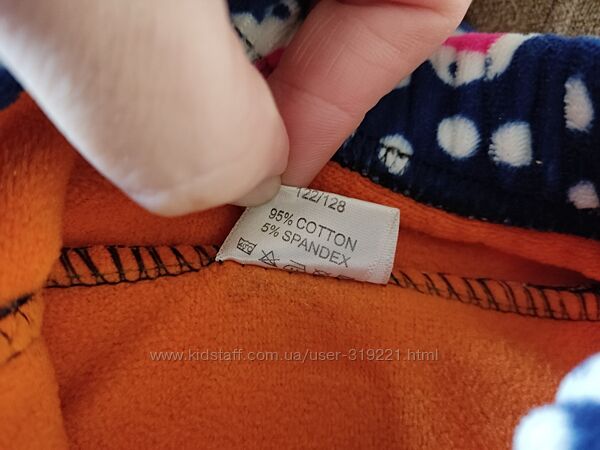 122/128
95% COTTON
5% SPANDEX
www.kidstaff.com.ua/user-319221.html